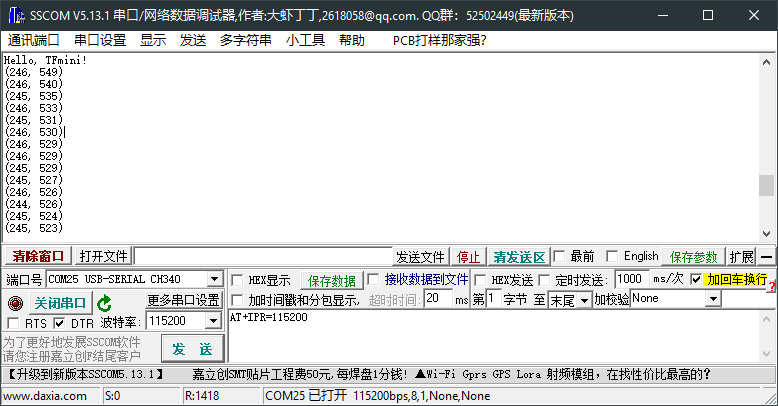 SSCOM V5.13.1 串口/网络数据调试器,作者:大虾丁丁,2618058@qq.com. QQ群: 52502449(最新版本)
通讯端口 串口设置 显示 发送 多字符串 小工具 帮助 PCB打样那家强?
Hello, TFmini!
(246, 549)
(246, 540)
(245, 535)
(246, 533)
(245, 531)
(246, 530)
(246, 529)
(246, 529)
(245, 529)
(245, 527)
(246, 526)
(244, 526)
(245, 524)
(245, 523)
清除窗口 打开文件 发送文件 停止 清发送区 最前 English 保存参数 扩展 —
端口号 COM25 USB-SERIAL CH340 HEX显示 保存数据 接收数据到文件 HEX发送 定时发送: 1000 ms/次 加回车换行
关闭串口 更多串口设置 加时间戳和分包显示, 超时时间: 20 ms 第 1 字节 至 末尾 加校验 None ?
RTS DTR 波特率: 115200 AT+IPR=115200
为了更好地发展SSCOM软件
请您注册嘉立创F结尾客户
发 送
【升级到新版本SSCOM5.13.1】 嘉立创SMT贴片工程费50元,每焊盘1分钱! ▲Wi-Fi Gprs GPS Lora 射频模组，在找性价比最高的?
www.daxia.com S:0 R:1418 COM25 已打开 115200bps,8,1,None,None